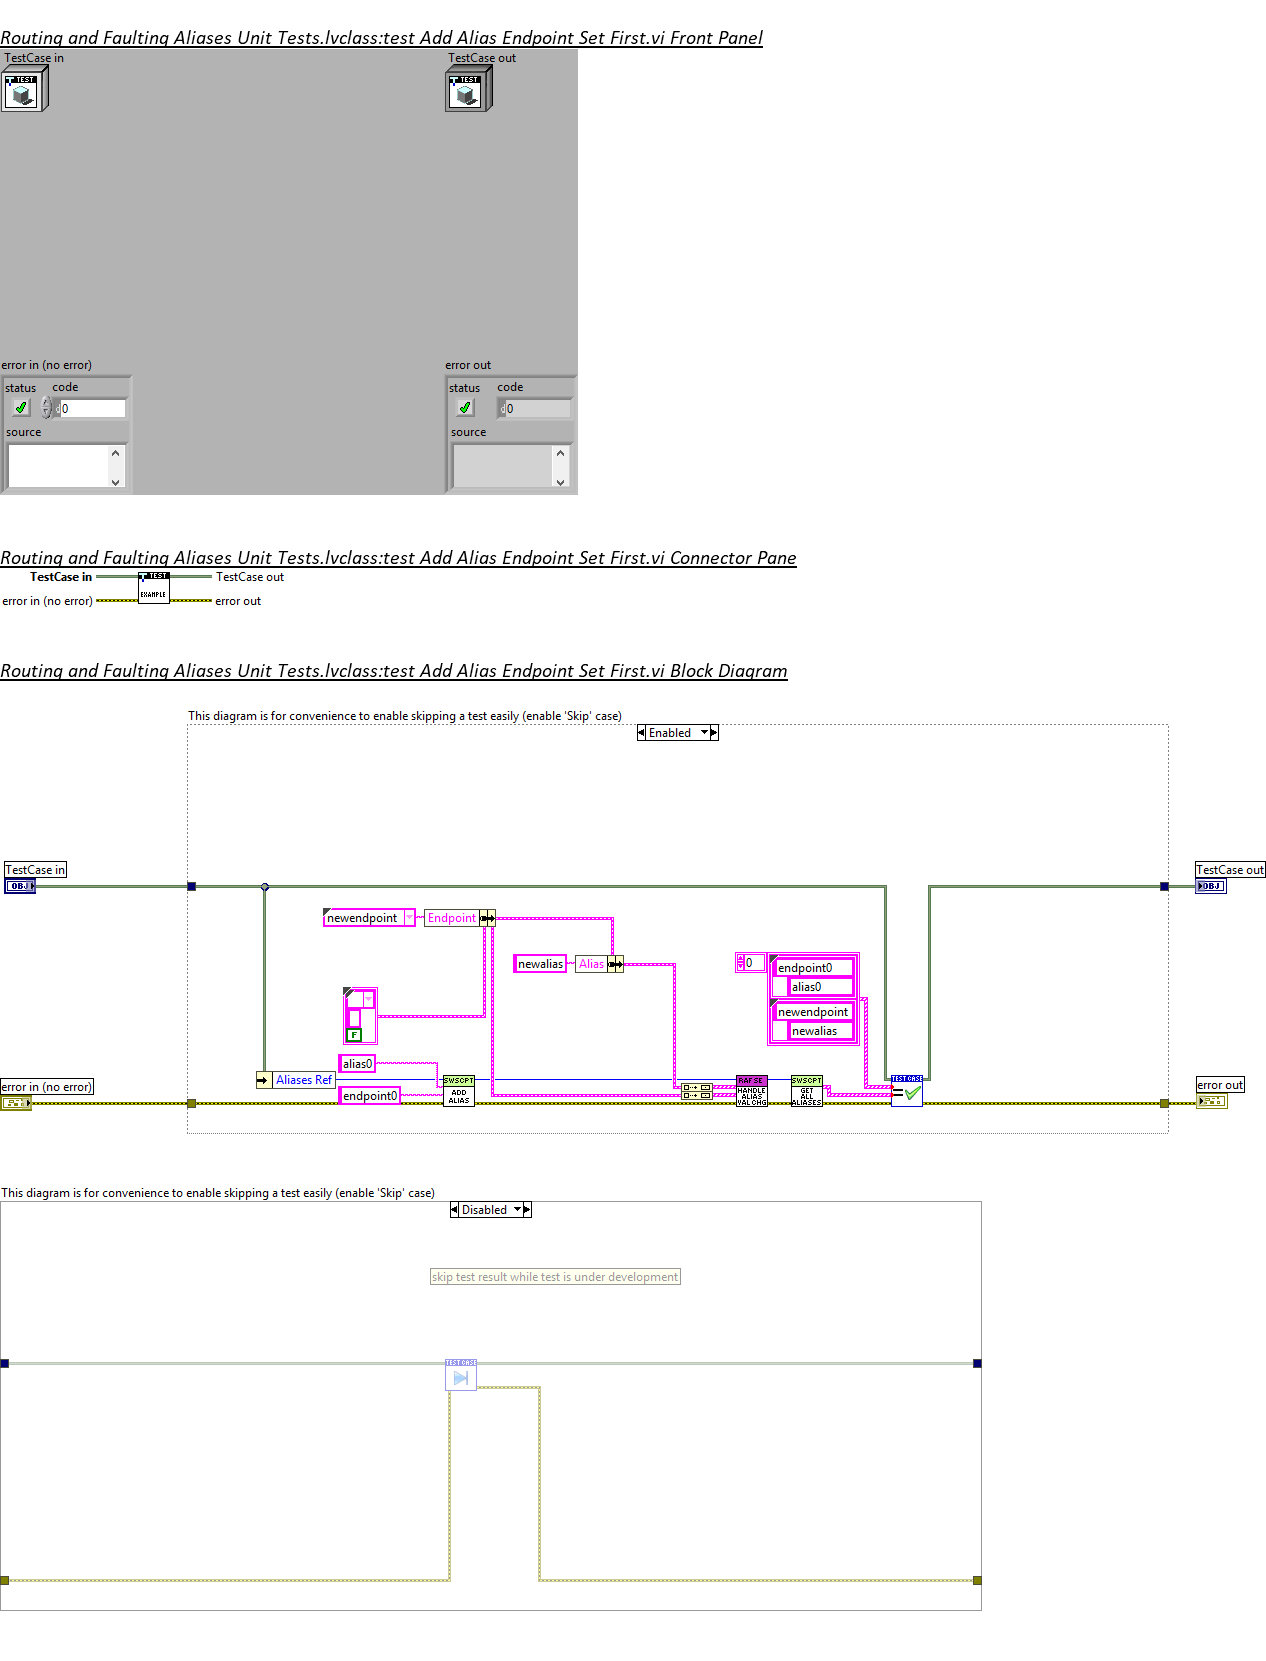 Routing and Faulting Aliases Unit Tests.lvclass:test Add Alias Endpoint Set First.vi Front Panel
TestCase in
TestCase out
TEST
TEST
error in (no error)
error out
status
code
status
code
d0
d0
source
source
Routing and Faulting Aliases Unit Tests.lvclass:test Add Alias Endpoint Set First.vi Connector Pane
TestCase in
TEST
TestCase out
error in (no error)
EXAMPLE
error out
Routing and Faulting Aliases Unit Tests.lvclass:test Add Alias Endpoint Set First.vi Block Diagram
This diagram is for convenience to enable skipping a test easily (enable 'Skip' case)
Enabled
TestCase in
OBJ
TestCase out
OBJ
newendpoint
Endpoint
newalias
Alias
0
endpoint0
alias0
newendpoint
newalias
F
alias0
Aliases Ref
endpoint0
SWSCPT
ADD
ALIAS
RAF SE
HANDLE
ALIAS
VAL CHG
SWSCPT
GET
ALL
ALIASES
TEST CASE
=
error in (no error)
error out
This diagram is for convenience to enable skipping a test easily (enable 'Skip' case)
Disabled
skip test result while test is under development
TEST CASE